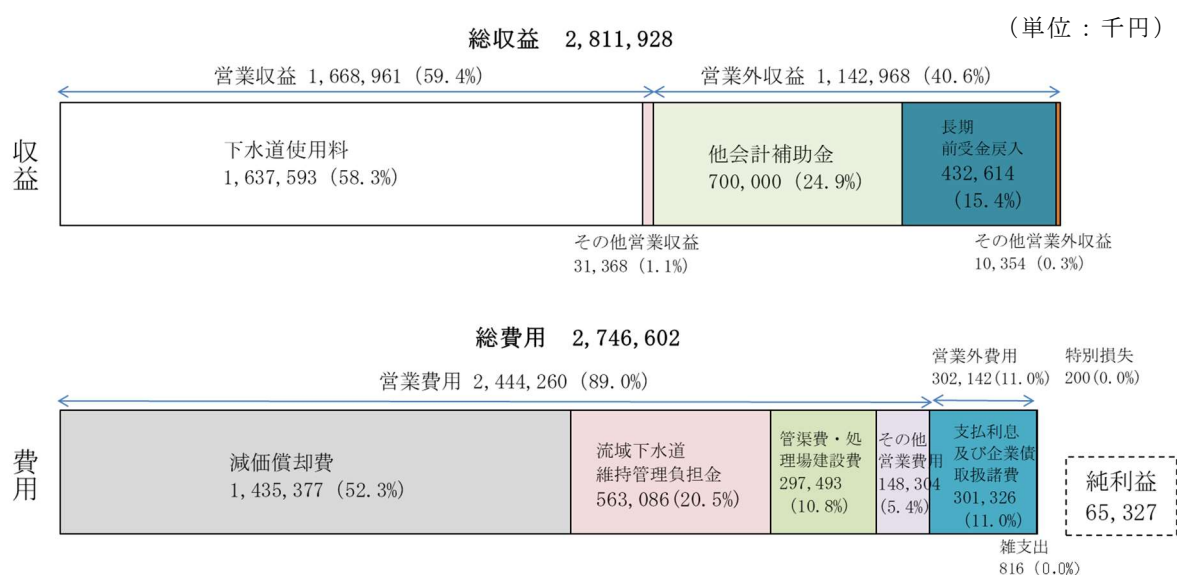 (単位:千円)
総収益 2,811,928
営業収益 1,668,961 (59.4%)
営業外収益 1,142,968 (40.6%)
収益
下水道使用料
1,637,593 (58.3%)
他会計補助金
700,000 (24.9%)
長期
前受金戻入
432,614
(15.4%)
その他営業収益
31,368 (1.1%)
その他営業外収益
10,354 (0.3%)
総費用 2,746,602
営業費用 2,444,260 (89.0%)
営業外費用
302,142(11.0%)
特別損失
200(0.0%)
費用
減価償却費
1,435,377 (52.3%)
流域下水道
維持管理負担金
563,086(20.5%)
管渠費・処
理場建設費
297,493
(10.8%)
その他
営業費用
148,304
(5.4%)
支払利息
及び企業債
取扱諸費
301,326
(11.0%)
純利益
65,327
雑支出
816 (0.0%)